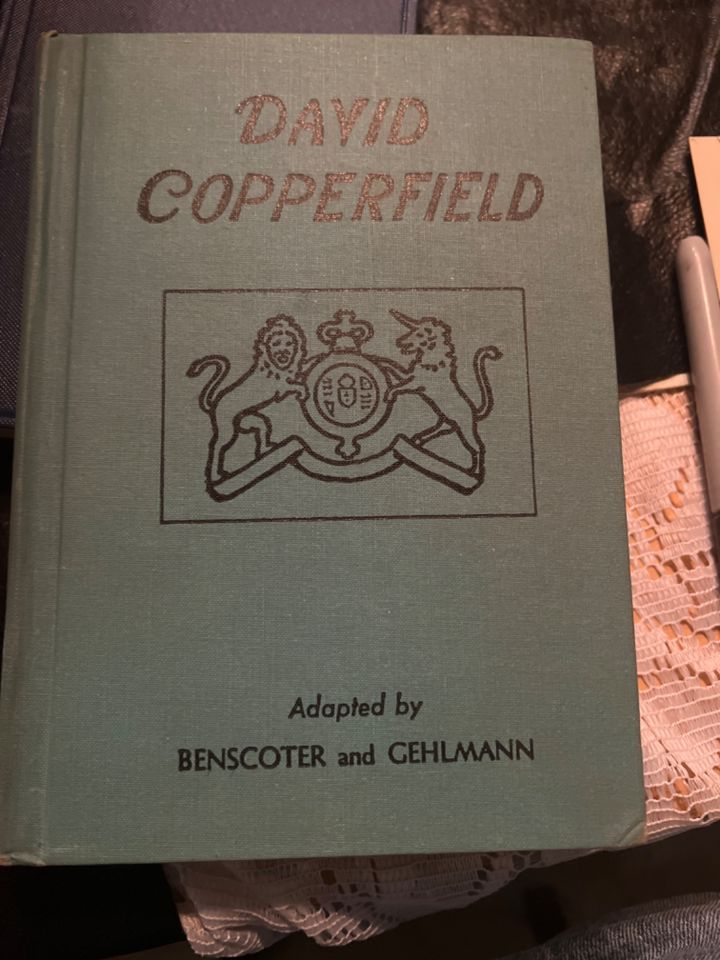 DAVID
COPPERFIELD
Adapted by
BENSCOTER and GEHLMANN